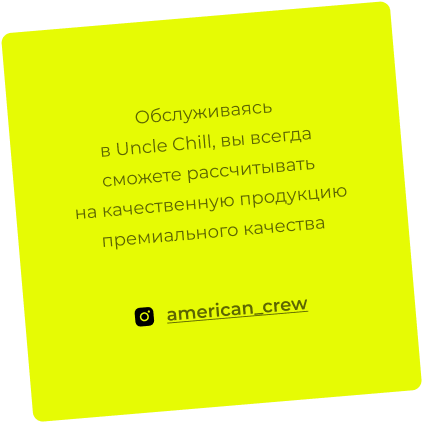 Обслуживаясь
в Uncle Chill, вы всегда
сможете рассчитывать
на качественную продукцию
премиального качества
american_crew